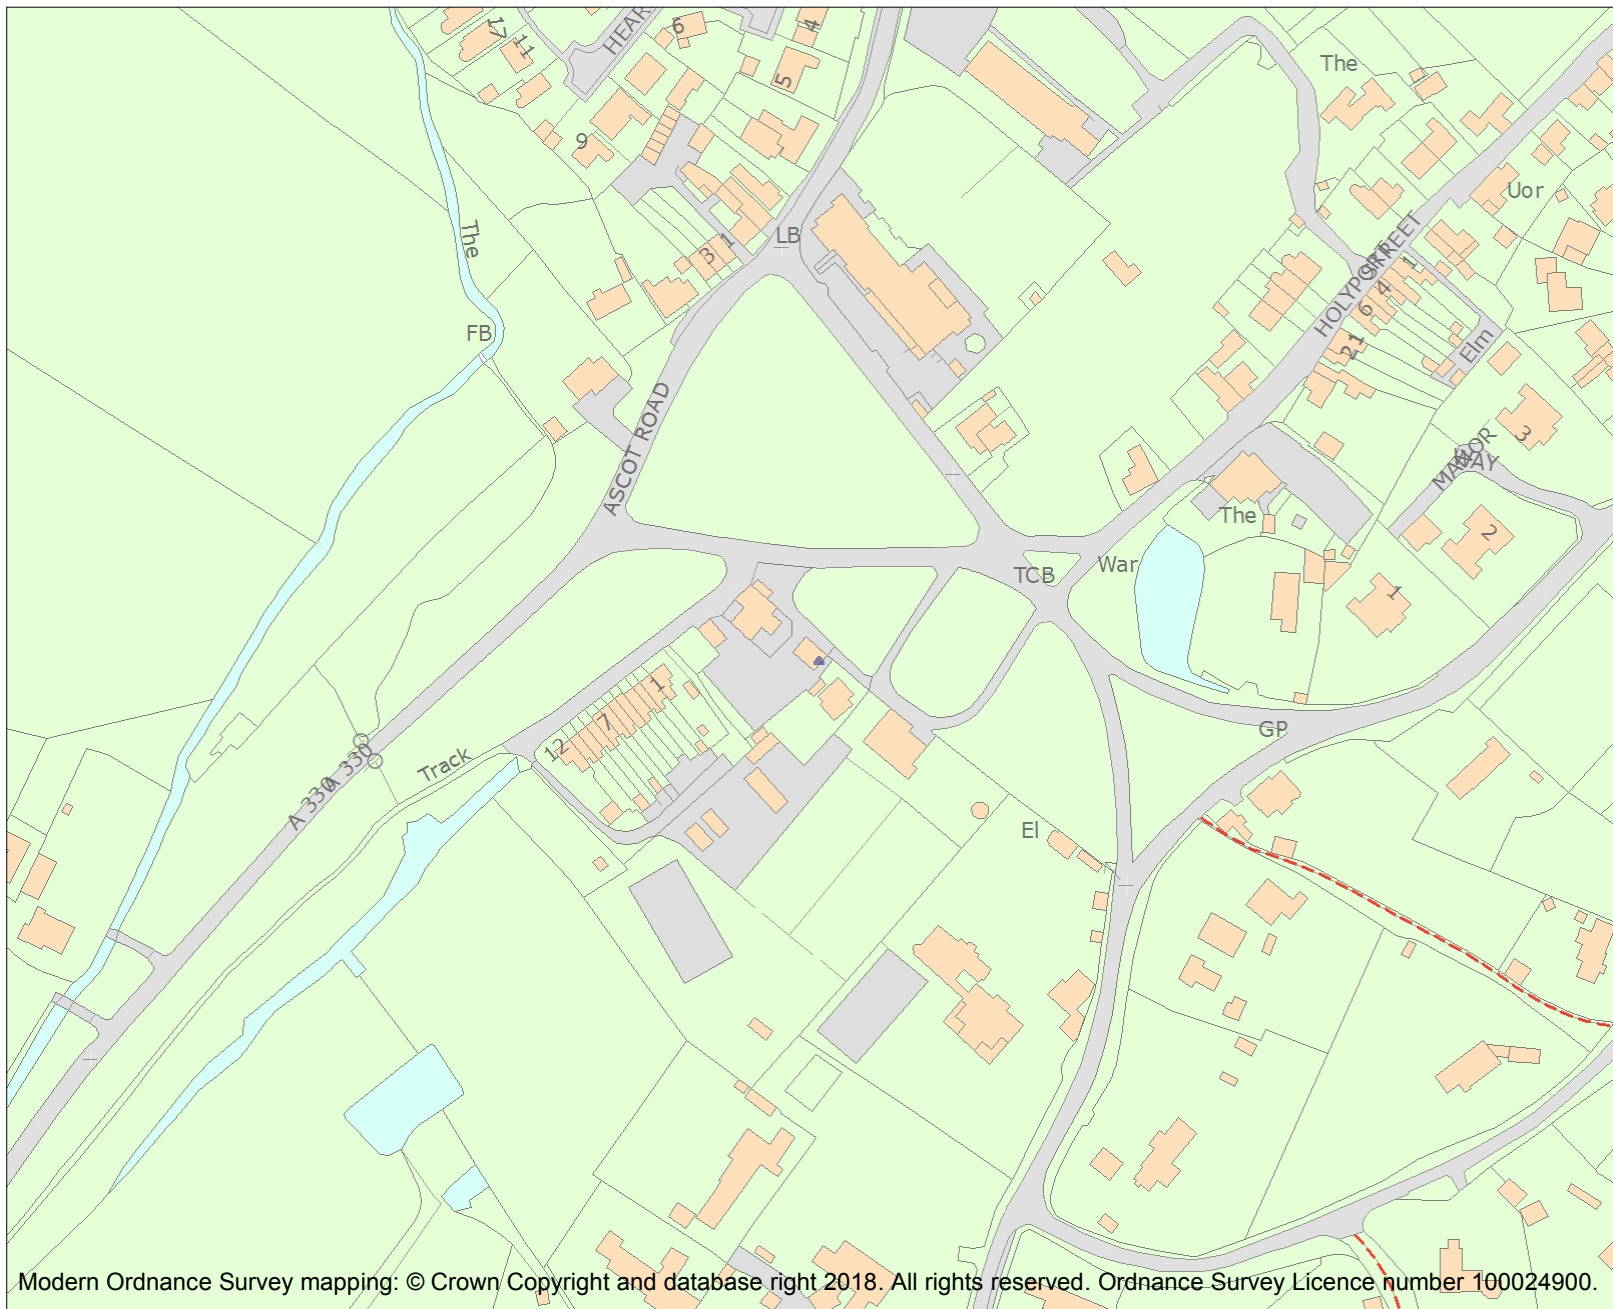 HEAR
17
11
6
4
5
9
The
Uor
The
LB
3
1
FB
HOLYPORT
STREET
1
4
6
21
Elm
ASCOT ROAD
3
MANOR
WAY
The
2
War
TCB
1
1
7
12
GP
Track
A 330
A 330
El
Modern Ordnance Survey mapping: © Crown Copyright and database right 2018. All rights reserved. Ordnance Survey Licence number 100024900.